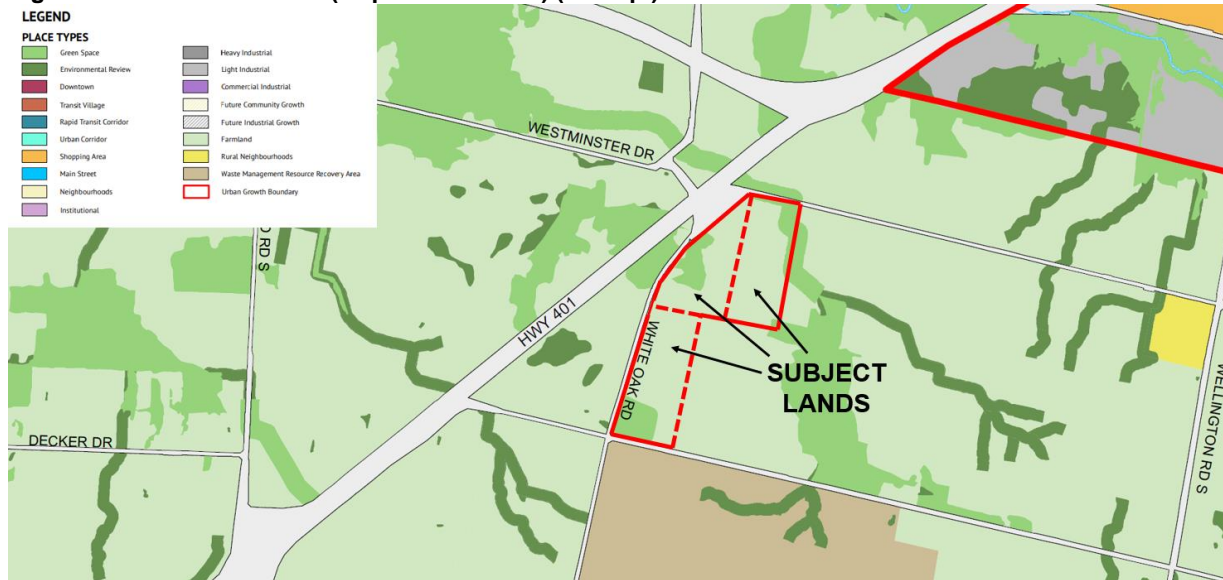 LEGEND
PLACE TYPES
Green Space
Environmental Review
Downtown
Transit Village
Rapid Transit Corridor
Urban Corridor
Shopping Area
Main Street
Neighbourhoods
Institutional
Heavy Industrial
Light Industrial
Commercial Industrial
Future Community Growth
Future Industrial Growth
Farmland
Rural Neighbourhoods
Waste Management Resource Recovery Area
Urban Growth Boundary
WESTMINSTER DR
RD S
HWY 401
WHITE OAK RD
SUBJECT
LANDS
DECKER DR
WELLINGTON RD S